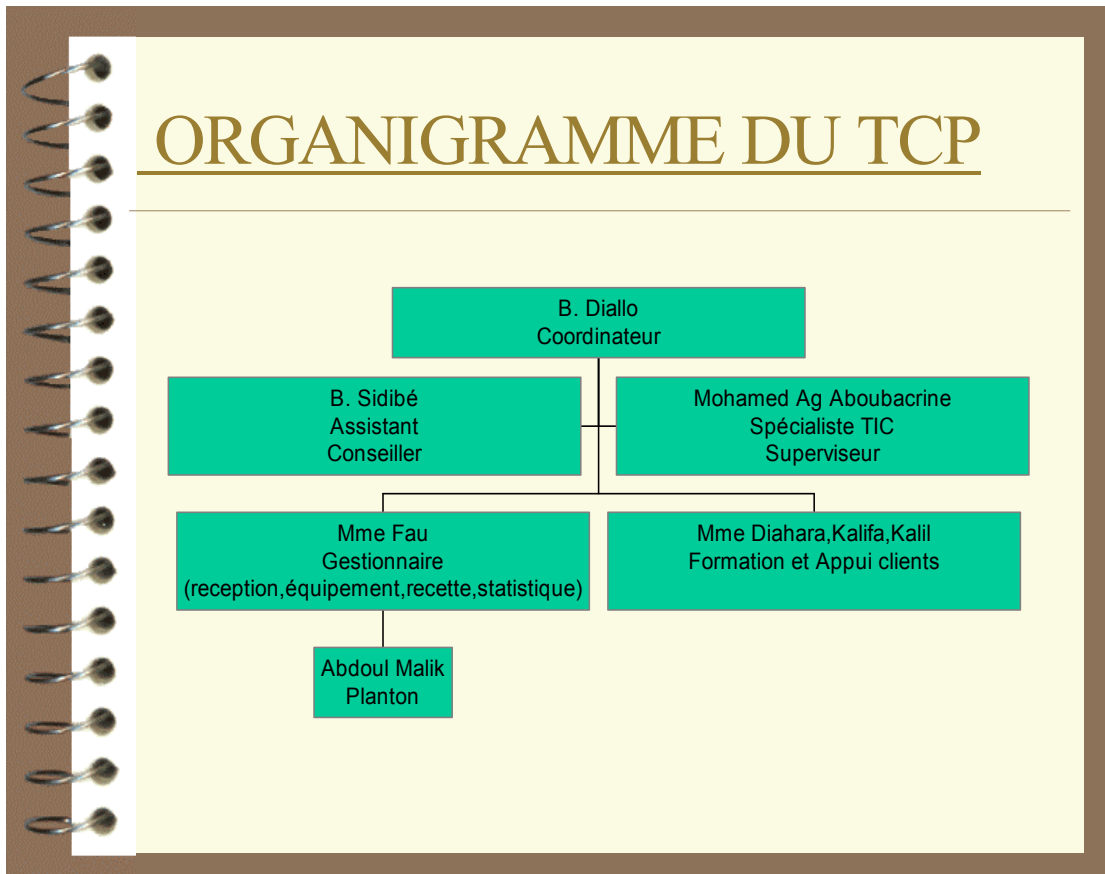 ORGANIGRAMME DU TCP
B. Diallo
Coordinateur
B. Sidibé
Assistant
Conseiller
Mohamed Ag Aboubacrine
Spécialiste TIC
Superviseur
Mme Fau
Gestionnaire
(reception,équipement,recette,statistique)
Mme Diahara,Kalifa,Kalil
Formation et Appui clients
Abdoul Malik
Planton